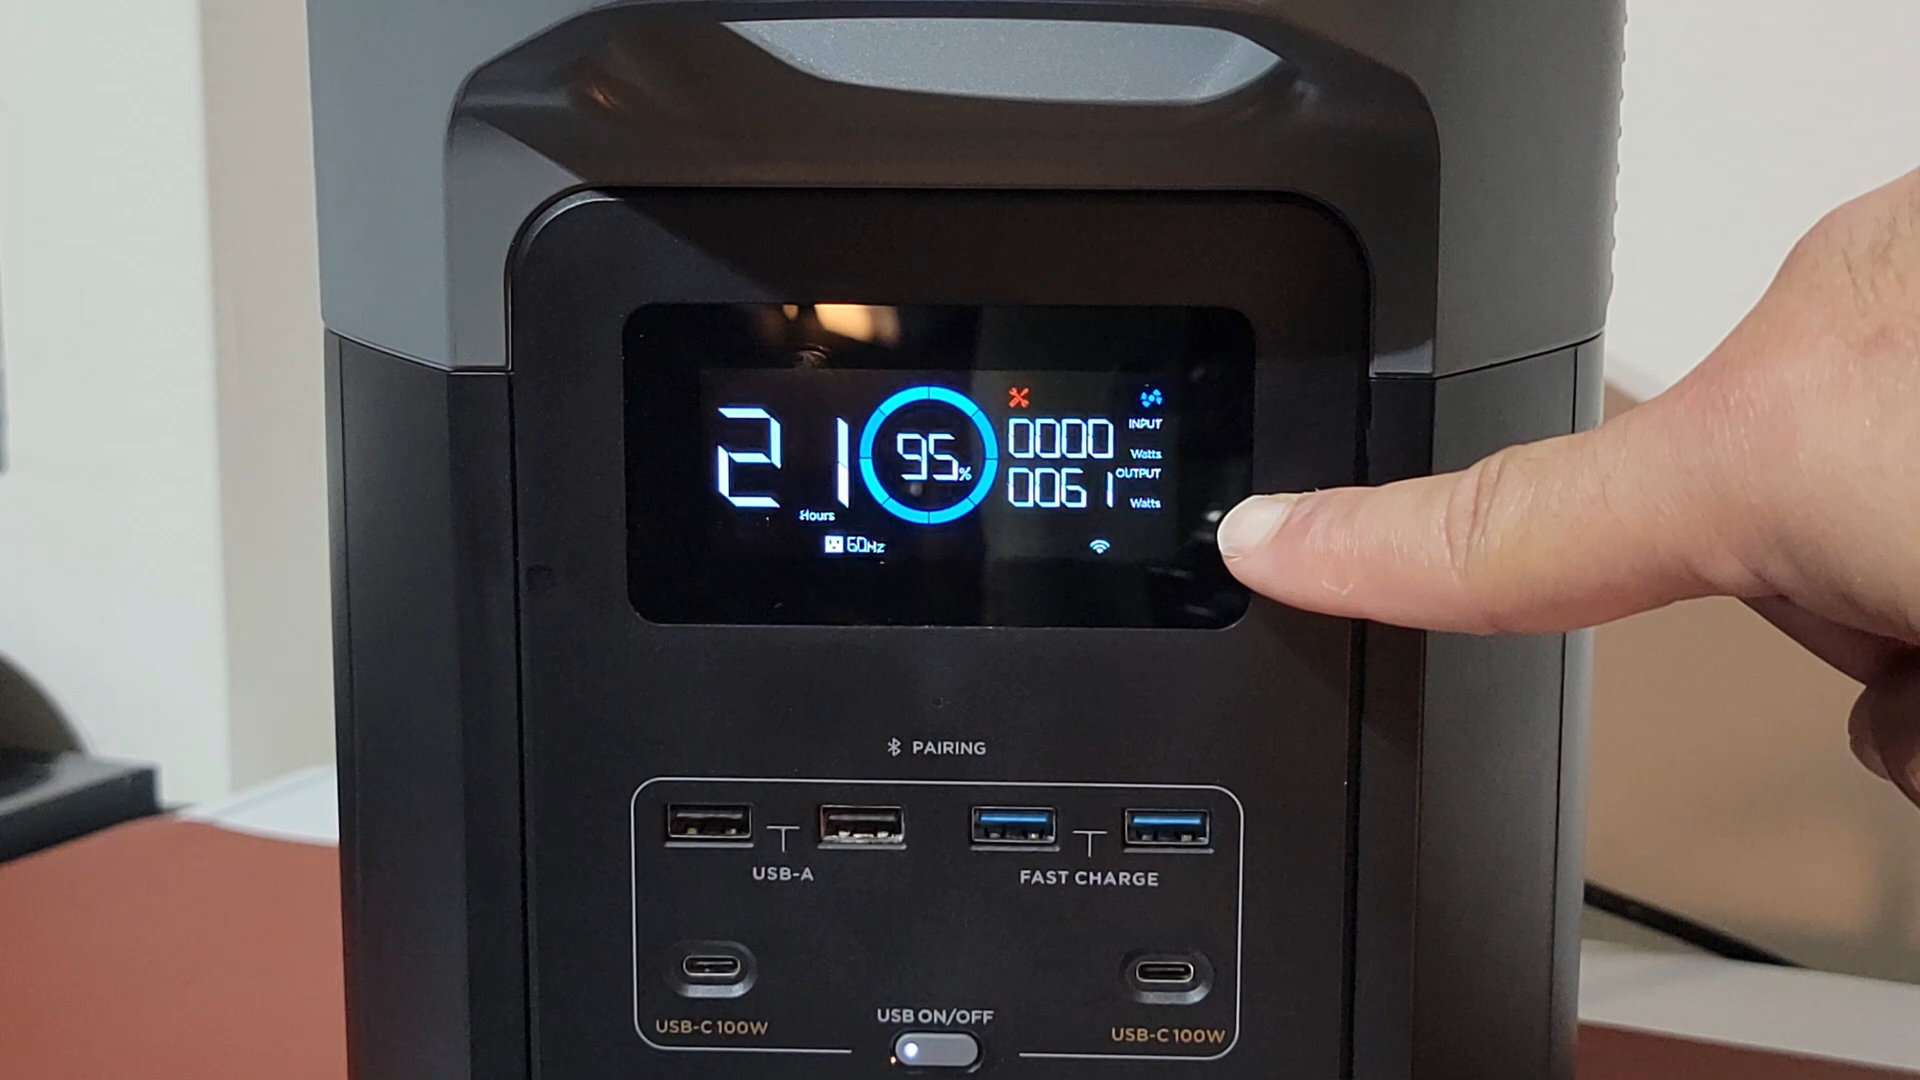 21
Hours
95%
0000
INPUT
Watts
0061
OUTPUT
Watts
60Hz
PAIRING
USB-A
FAST CHARGE
USB-C 100W
USB ON/OFF
USB-C 100W